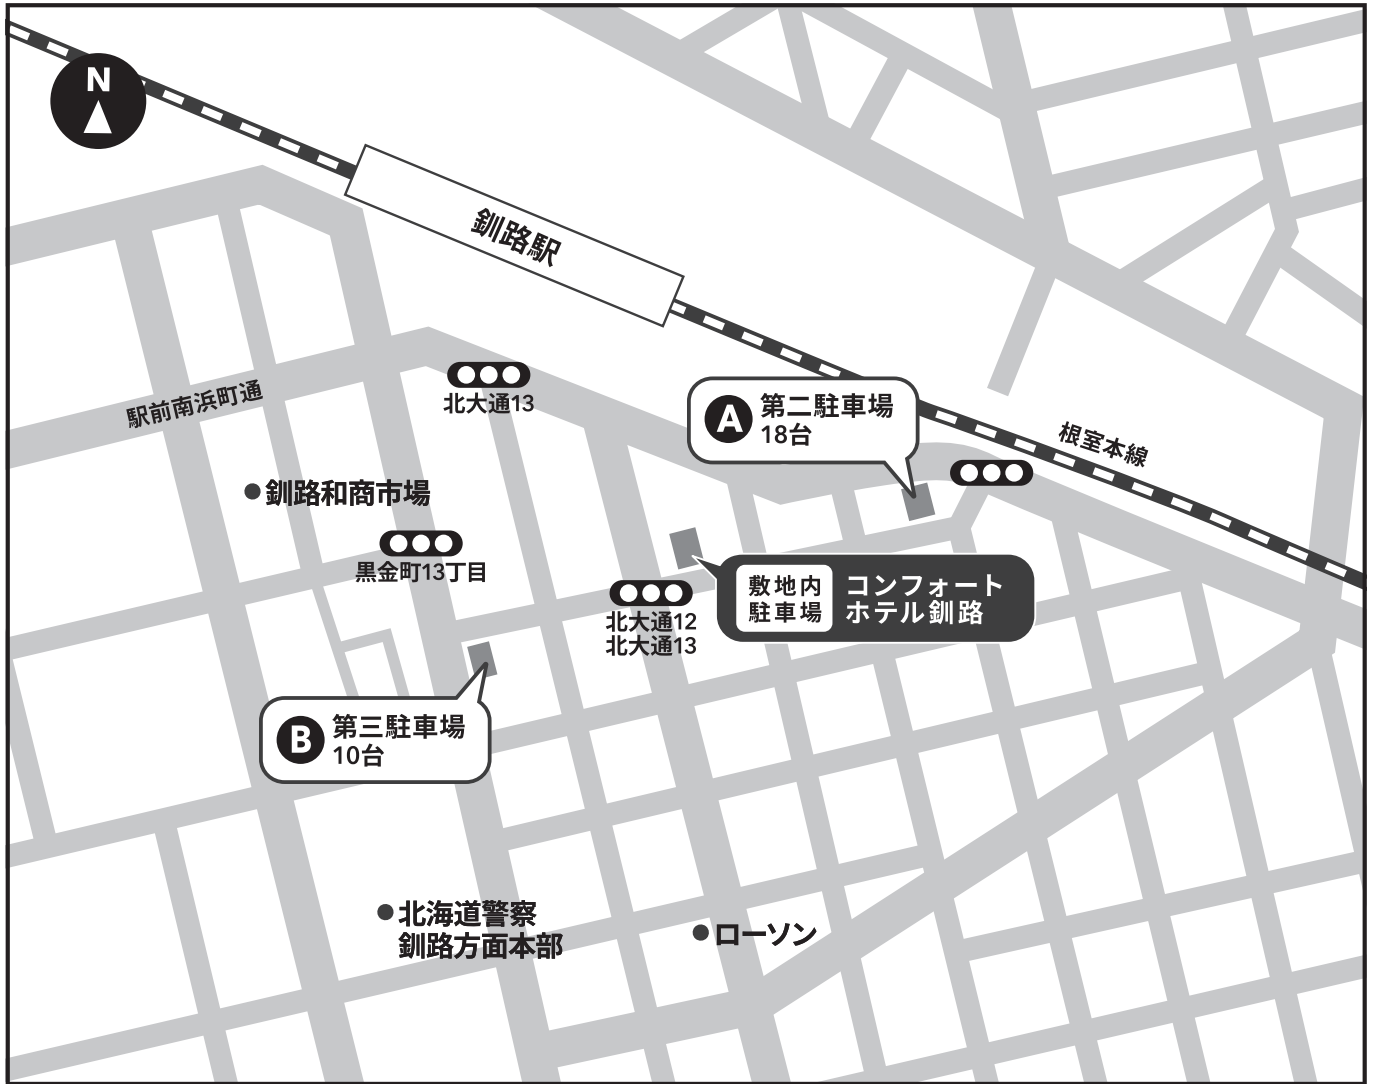 N
釧路駅
北大通13
駅前南浜町通
A
第二駐車場
18台
根室本線
釧路和商市場
黒金町13丁目
敷地内
駐車場
コンフォート
ホテル釧路
北大通12
北大通13
B
第三駐車場
10台
北海道警察
釧路方面本部
ローソン